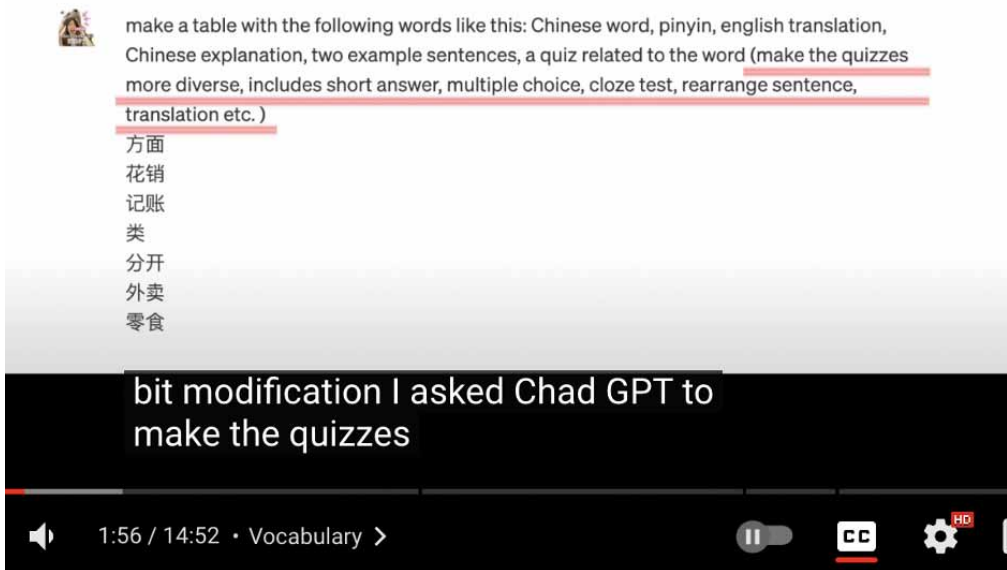 make a table with the following words like this: Chinese word, pinyin, english translation,
Chinese explanation, two example sentences, a quiz related to the word (make the quizzes
more diverse, includes short answer, multiple choice, cloze test, rearrange sentence,
translation etc. )
方面
花销
记账
类
分开
外卖
零食
bit modification I asked Chad GPT to
make the quizzes
1:56 / 14:52 • Vocabulary >
CC
HD